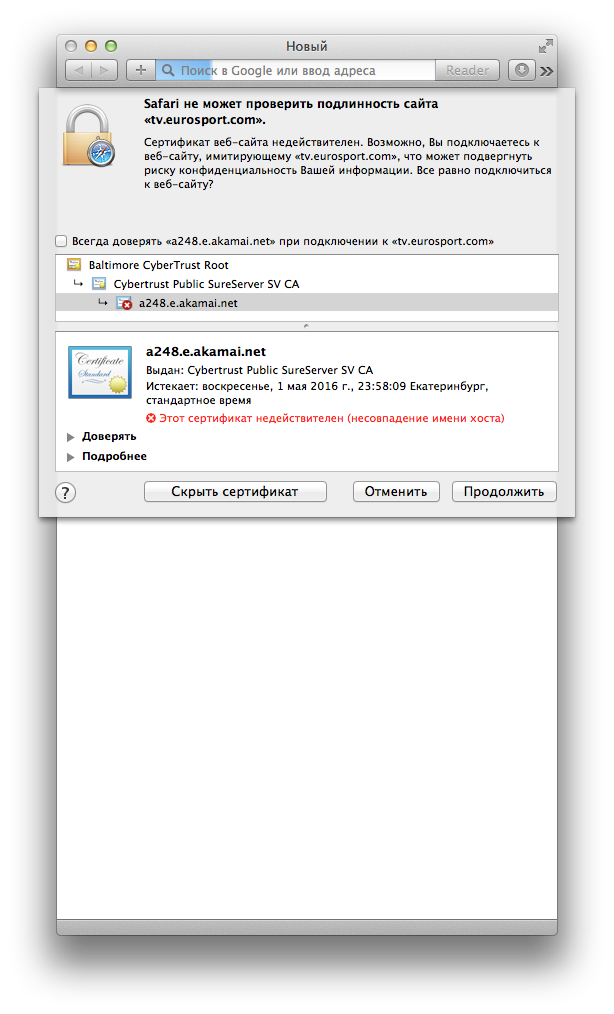 Новый
Поиск в Google или ввод адреса
Reader
Safari не может проверить подлинность сайта
«tv.eurosport.com».
Сертификат веб-сайта недействителен. Возможно, Вы подключаетесь к
веб-сайту, имитирующему «tv.eurosport.com», что может подвергнуть
риску конфиденциальность Вашей информации. Все равно подключиться
к веб-сайту?
Всегда доверять «a248.e.akamai.net» при подключении к «tv.eurosport.com»
Baltimore CyberTrust Root
Cybertrust Public SureServer SV CA
a248.e.akamai.net
Certificate
Standard
a248.e.akamai.net
Выдан: Cybertrust Public SureServer SV CA
Истекает: воскресенье, 1 мая 2016 г., 23:58:09 Екатеринбург,
стандартное время
Этот сертификат недействителен (несовпадение имени хоста)
Доверять
Подробнее
?
Скрыть сертификат
Отменить
Продолжить